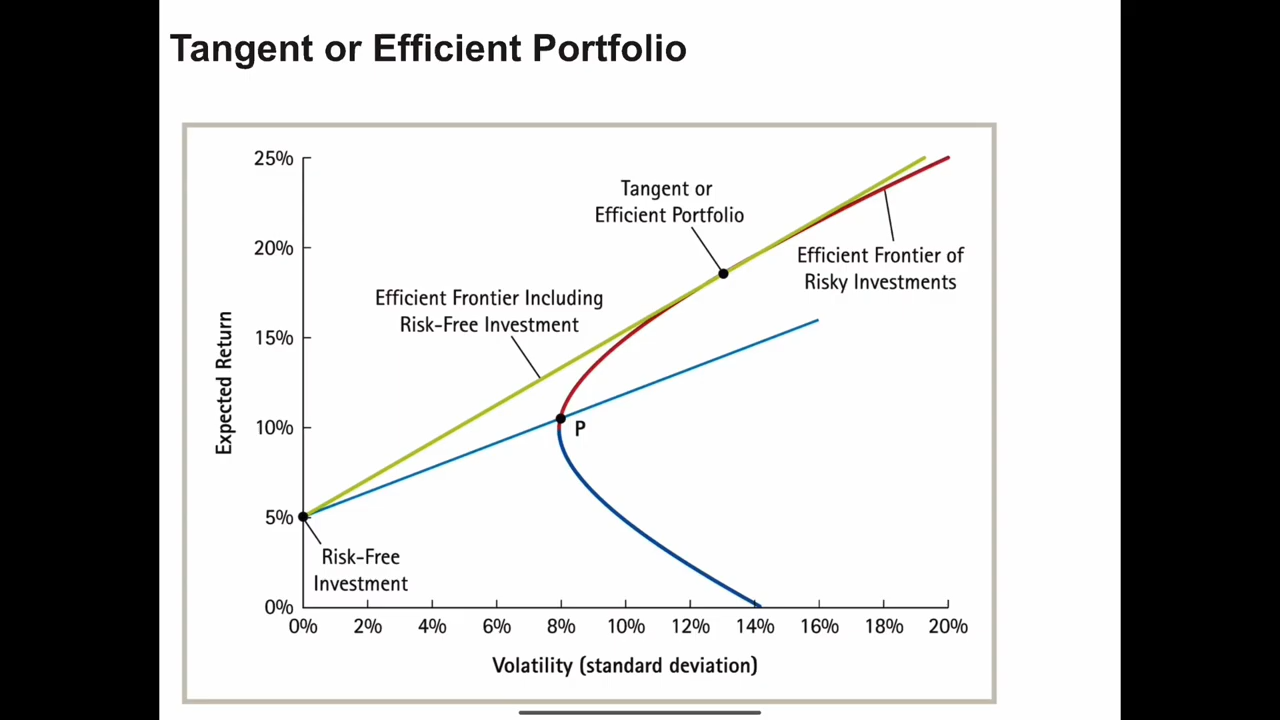 Tangent or Efficient Portfolio
25%
20%
15%
10%
5%
0%
Expected Return
Tangent or
Efficient Portfolio
Efficient Frontier of
Risky Investments
Efficient Frontier Including
Risk-Free Investment
P
Risk-Free
Investment
0% 2% 4% 6% 8% 10% 12% 14% 16% 18% 20%
Volatility (standard deviation)